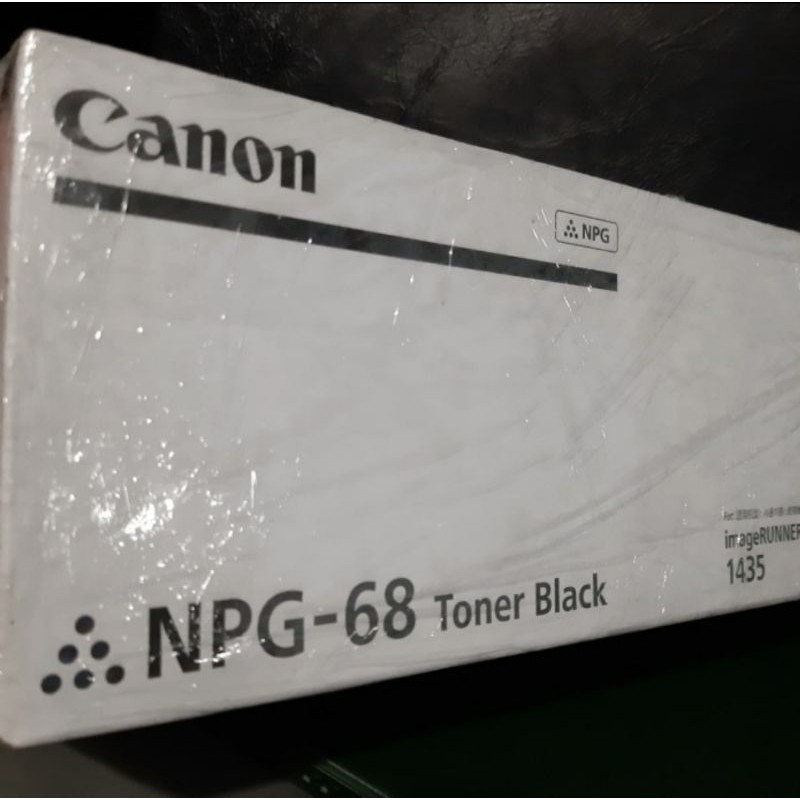 Canon
NPG
imageRUNNER
1435
NPG-68 Toner Black